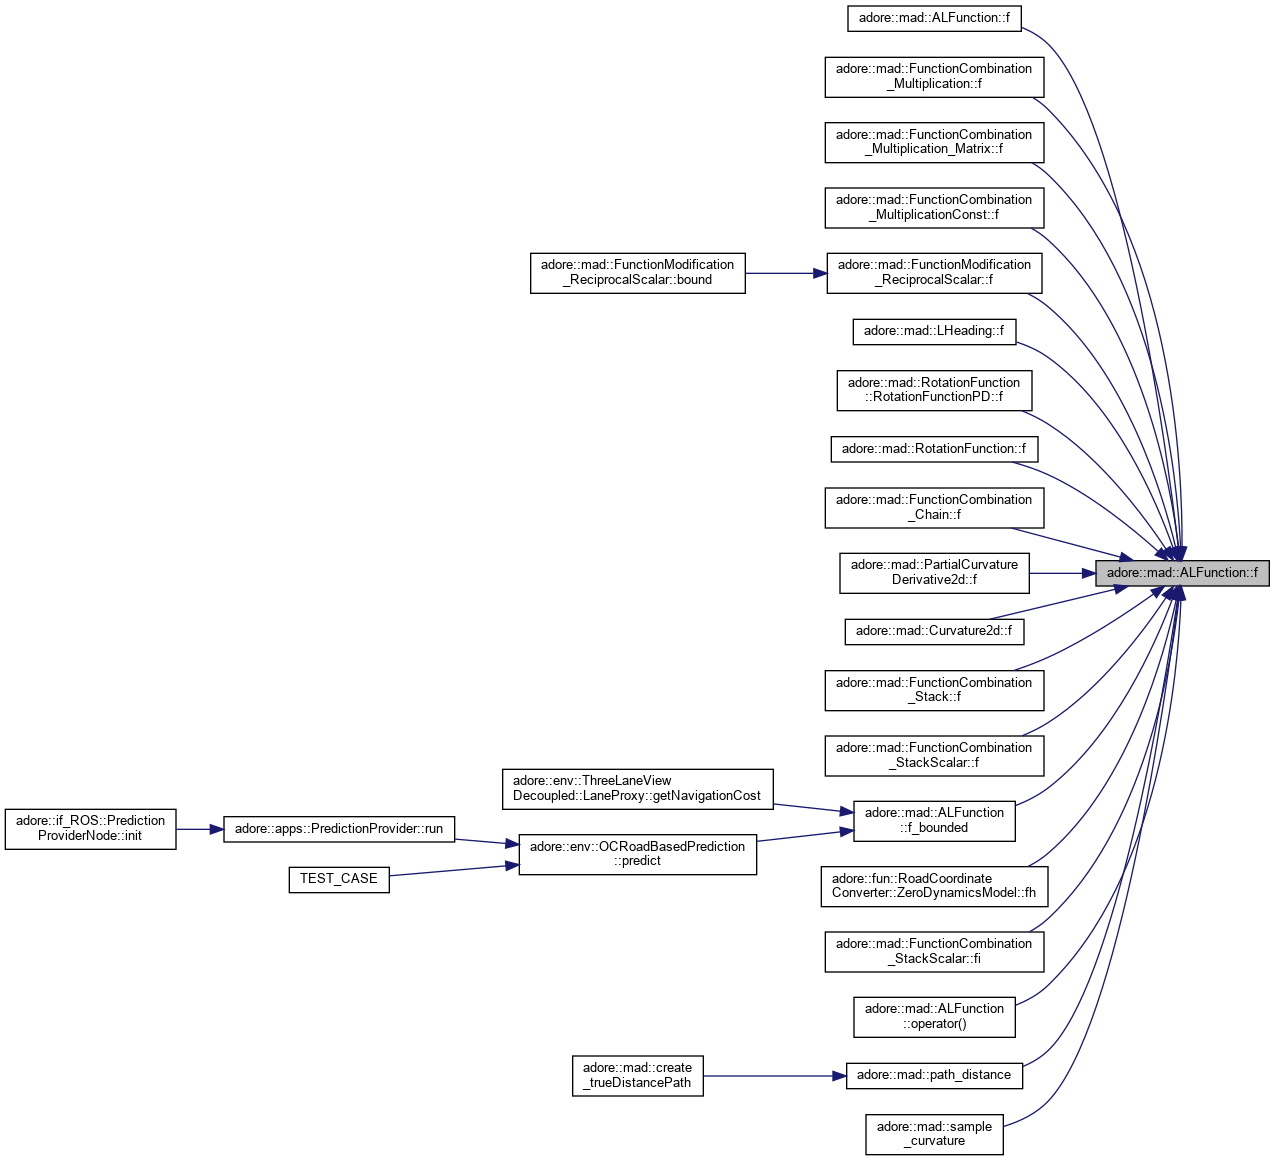 adore::mad::ALFunction::f
adore::mad::FunctionCombination
_Multiplication::f
adore::mad::FunctionCombination
_Multiplication_Matrix::f
adore::mad::FunctionCombination
_MultiplicationConst::f
adore::mad::FunctionModification
_ReciprocalScalar::bound
adore::mad::FunctionModification
_ReciprocalScalar::f
adore::mad::LHeading::f
adore::mad::RotationFunction
::RotationFunctionPD::f
adore::mad::RotationFunction::f
adore::mad::FunctionCombination
_Chain::f
adore::mad::PartialCurvature
Derivative2d::f
adore::mad::ALFunction::f
adore::mad::Curvature2d::f
adore::mad::FunctionCombination
_Stack::f
adore::mad::FunctionCombination
_StackScalar::f
adore::env::ThreeLaneView
Decoupled::LaneProxy::getNavigationCost
adore::mad::ALFunction
::f_bounded
adore::if_ROS::Prediction
ProviderNode::init
adore::apps::PredictionProvider::run
adore::env::OCRoadBasedPrediction
::predict
TEST_CASE
adore::fun::RoadCoordinate
Converter::ZeroDynamicsModel::fh
adore::mad::FunctionCombination
_StackScalar::fi
adore::mad::ALFunction
::operator()
adore::mad::create
_trueDistancePath
adore::mad::path_distance
adore::mad::sample
_curvature